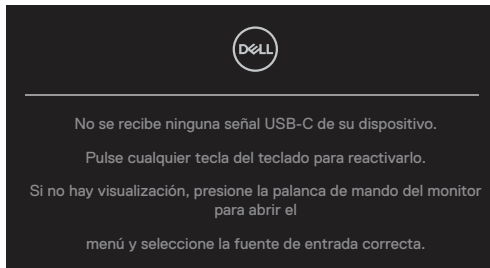 DELL
No se recibe ninguna señal USB-C de su dispositivo.
Pulse cualquier tecla del teclado para reactivarlo.
Si no hay visualización, presione la palanca de mando del monitor
para abrir el
menú y seleccione la fuente de entrada correcta.